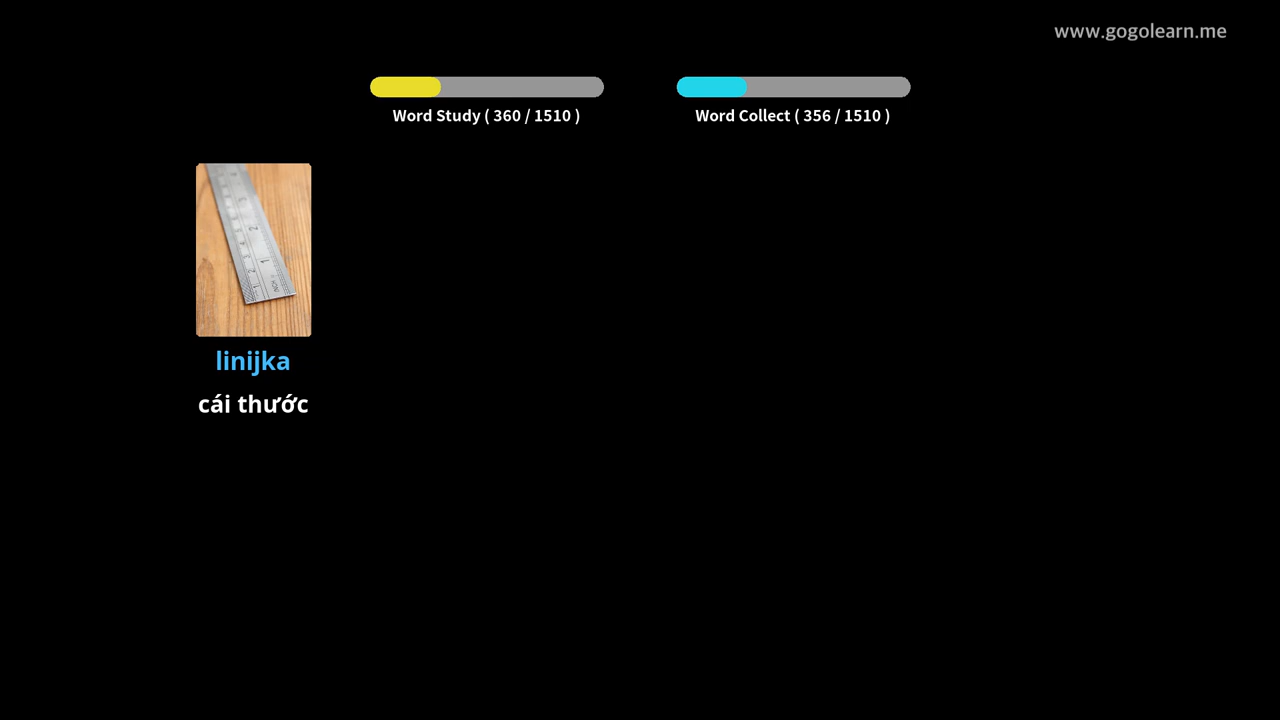 www.gogolearn.me
Word Study ( 360 / 1510 )
Word Collect ( 356 / 1510 )
linijka
cái thước